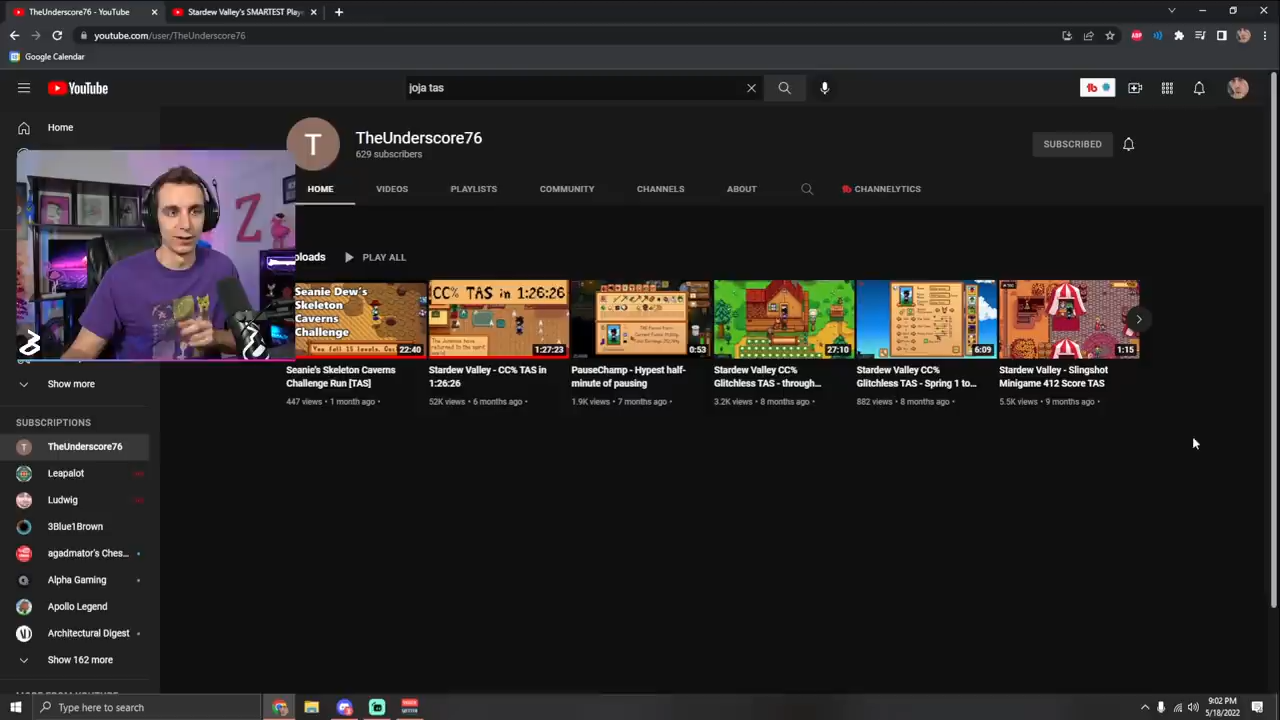 TheUnderscore76 - YouTube
Stardew Valley's SMARTEST Play
youtube.com/user/TheUnderscore76
Google Calendar
YouTube
joja tas
Home
T
TheUnderscore76
629 subscribers
SUBSCRIBED
HOME
VIDEOS
PLAYLISTS
COMMUNITY
CHANNELS
ABOUT
CHANNELYTICS
ploads
PLAY ALL
Z
Seanie Dew's
Skeleton
Caverns
Challenge
22:40
CC% TAS in 1:26:26
1:27:23
0:53
27:10
6:09
1:15
Seanie's Skeleton Caverns
Challenge Run [TAS]
447 views • 1 month ago
Stardew Valley - CC% TAS in
1:26:26
52K views • 6 months ago
PauseChamp - Hypest half-
minute of pausing
1.9K views • 7 months ago
Stardew Valley CC%
Glitchless TAS - through...
3.2K views • 8 months ago
Stardew Valley CC%
Glitchless TAS - Spring 1 to...
882 views • 8 months ago
Stardew Valley - Slingshot
Minigame 412 Score TAS
5.5K views • 9 months ago
Show more
SUBSCRIPTIONS
T
TheUnderscore76
Leapalot
Ludwig
3Blue1Brown
agadmator's Ches...
Alpha Gaming
Apollo Legend
Architectural Digest
Show 162 more
MORE FROM YOUTUBE
Type here to search
9:02 PM
5/18/2022